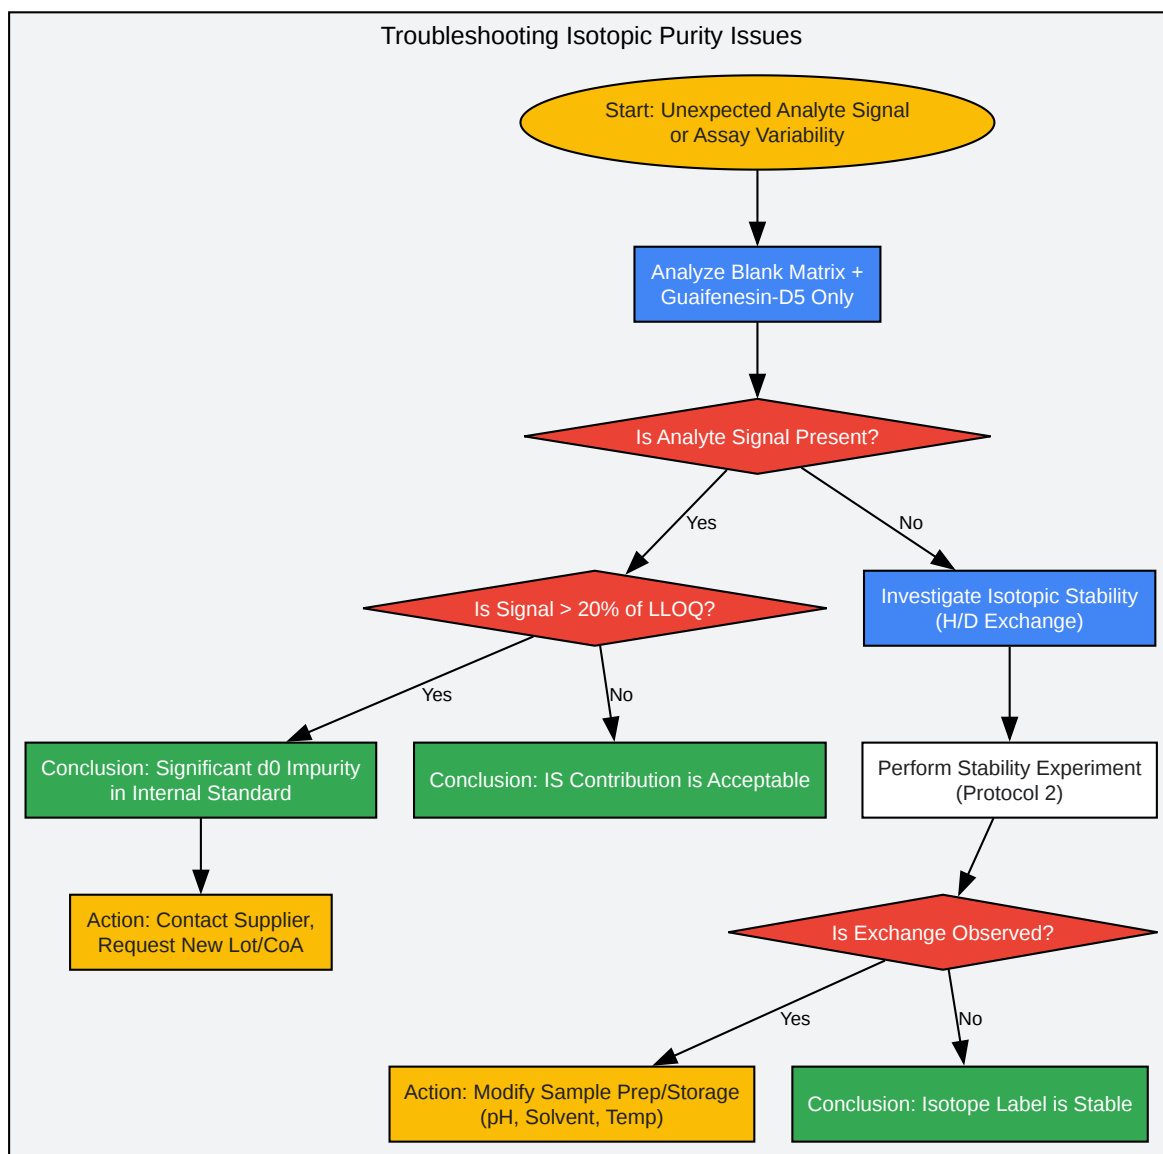 Troubleshooting Isotopic Purity Issues
Start: Unexpected Analyte Signal
or Assay Variability
Analyze Blank Matrix +
Guaifenesin-D5 Only
Is Analyte Signal Present?
Yes
No
Is Signal > 20% of LLOQ?
Investigate Isotopic Stability
(H/D Exchange)
Yes
No
Conclusion: Significant d0 Impurity
in Internal Standard
Conclusion: IS Contribution is Acceptable
Perform Stability Experiment
(Protocol 2)
Action: Contact Supplier,
Request New Lot/CoA
Is Exchange Observed?
Yes
No
Action: Modify Sample Prep/Storage
(pH, Solvent, Temp)
Conclusion: Isotope Label is Stable